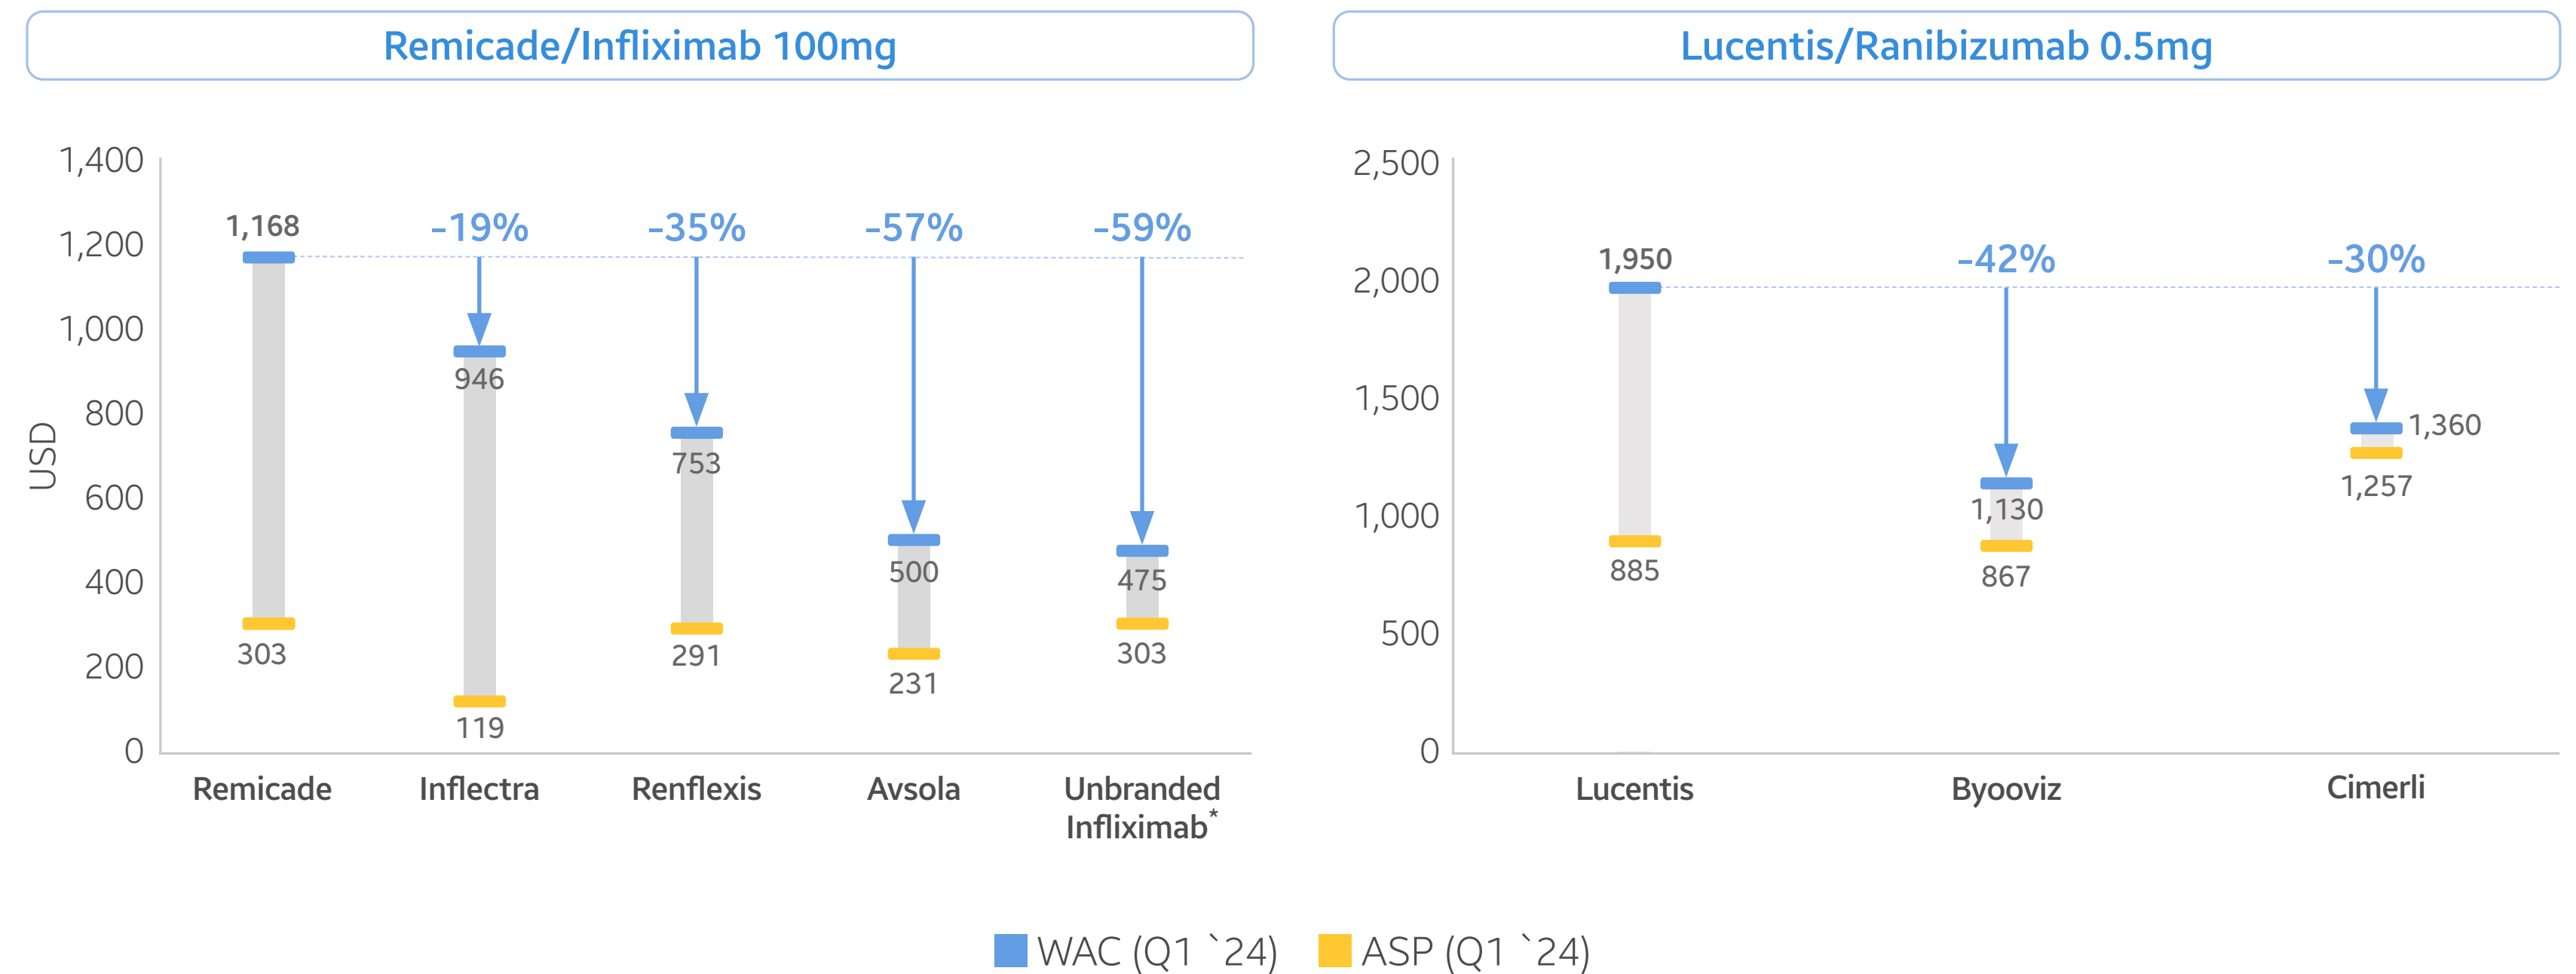 Remicade/Infliximab 100mg
1,400
1,200
1,000
800
600
400
200
0
USD
1,168
-19%
-35%
-57%
-59%
946
753
500
475
303
119
291
231
303
Remicade
Inflectra
Renflexis
Avsola
Unbranded
Infliximab*
Lucentis/Ranibizumab 0.5mg
2,500
2,000
1,500
1,000
500
0
1,950
-42%
-30%
1,360
1,257
1,130
885
867
Lucentis
Byooviz
Cimerli
WAC (Q1 `24)
ASP (Q1 `24)